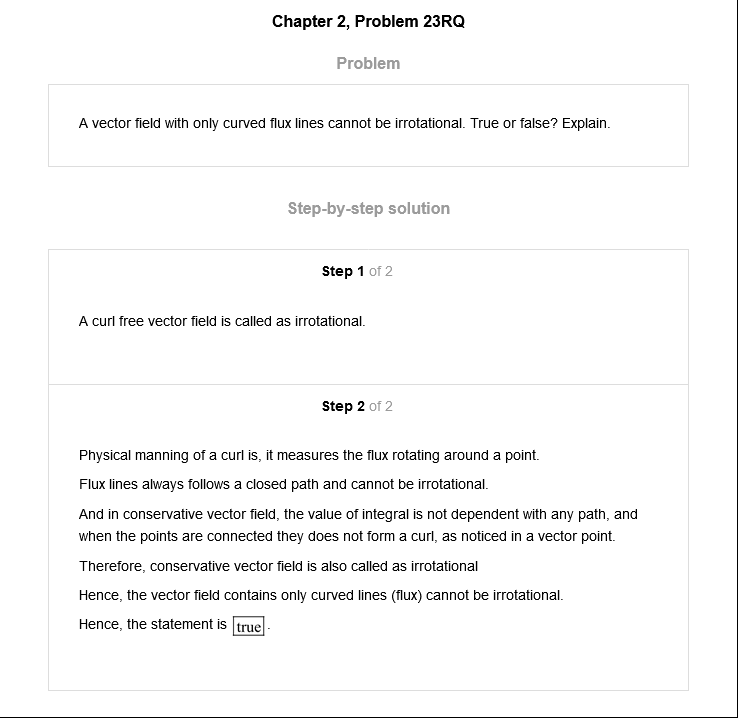 Chapter 2, Problem 23RQ
Problem
A vector field with only curved flux lines cannot be irrotational. True or false? Explain.
Step-by-step solution
Step 1 of 2
A curl free vector field is called as irrotational.
Step 2 of 2
Physical manning of a curl is, it measures the flux rotating around a point.
Flux lines always follows a closed path and cannot be irrotational.
And in conservative vector field, the value of integral is not dependent with any path, and
when the points are connected they does not form a curl, as noticed in a vector point.
Therefore, conservative vector field is also called as irrotational
Hence, the vector field contains only curved lines (flux) cannot be irrotational.
Hence, the statement is true.